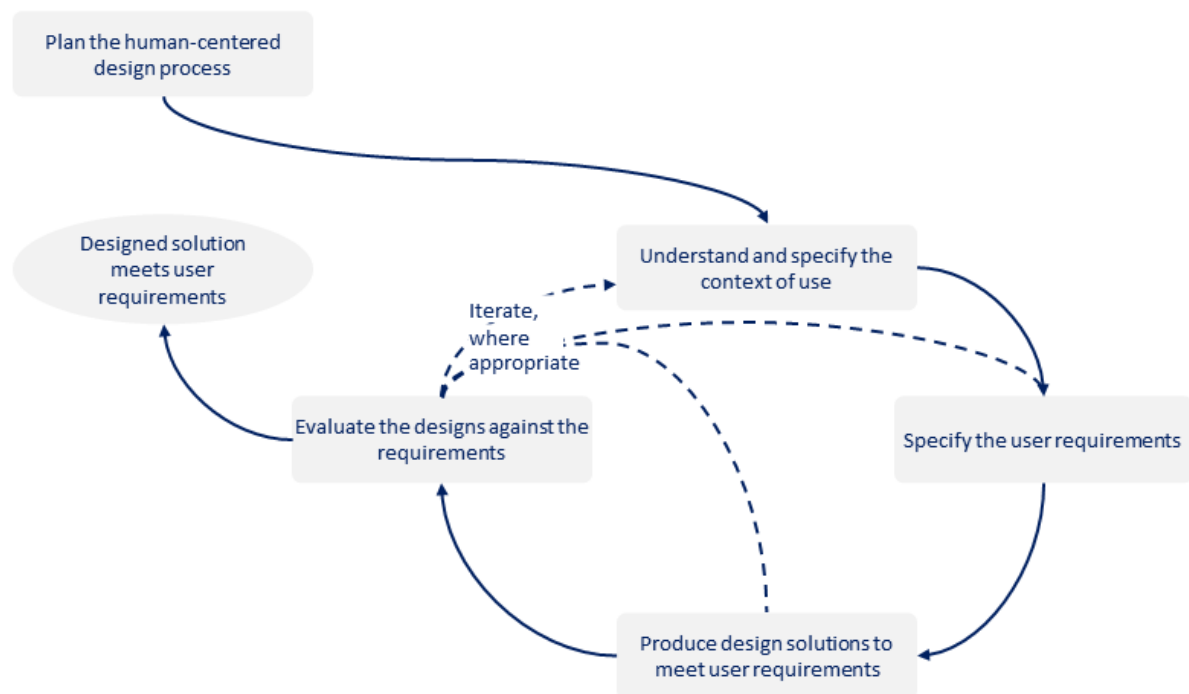 Plan the human-centered
design process
Designed solution
meets user
requirements
Understand and specify the
context of use
Iterate,
where
appropriate
Evaluate the designs against the
requirements
Specify the user requirements
Produce design solutions to
meet user requirements